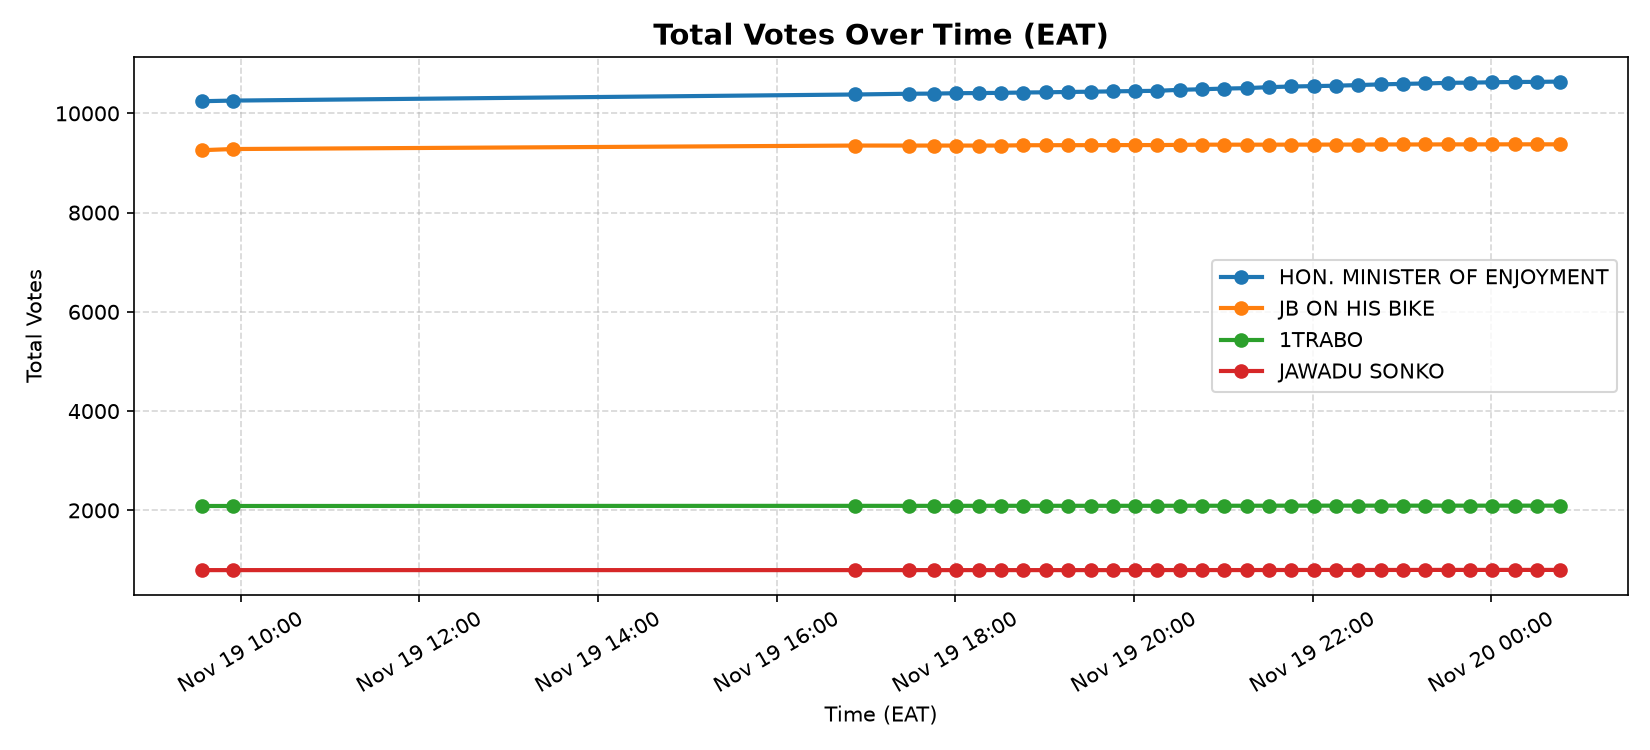 Total Votes Over Time (EAT)
Total Votes
10000
8000
6000
4000
2000
HON. MINISTER OF ENJOYMENT
JB ON HIS BIKE
1TRABO
JAWADU SONKO
Nov 19 10:00
Nov 19 12:00
Nov 19 14:00
Nov 19 16:00
Nov 19 18:00
Nov 19 20:00
Nov 19 22:00
Nov 20 00:00
Time (EAT)